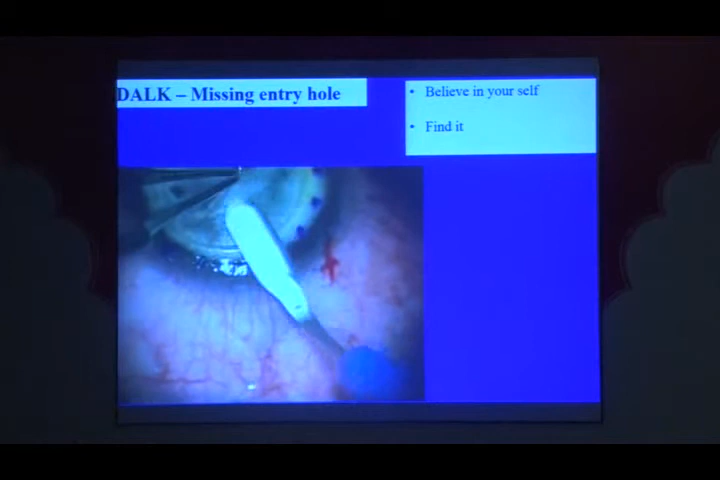 DALK – Missing entry hole
• Believe in your self
• Find it